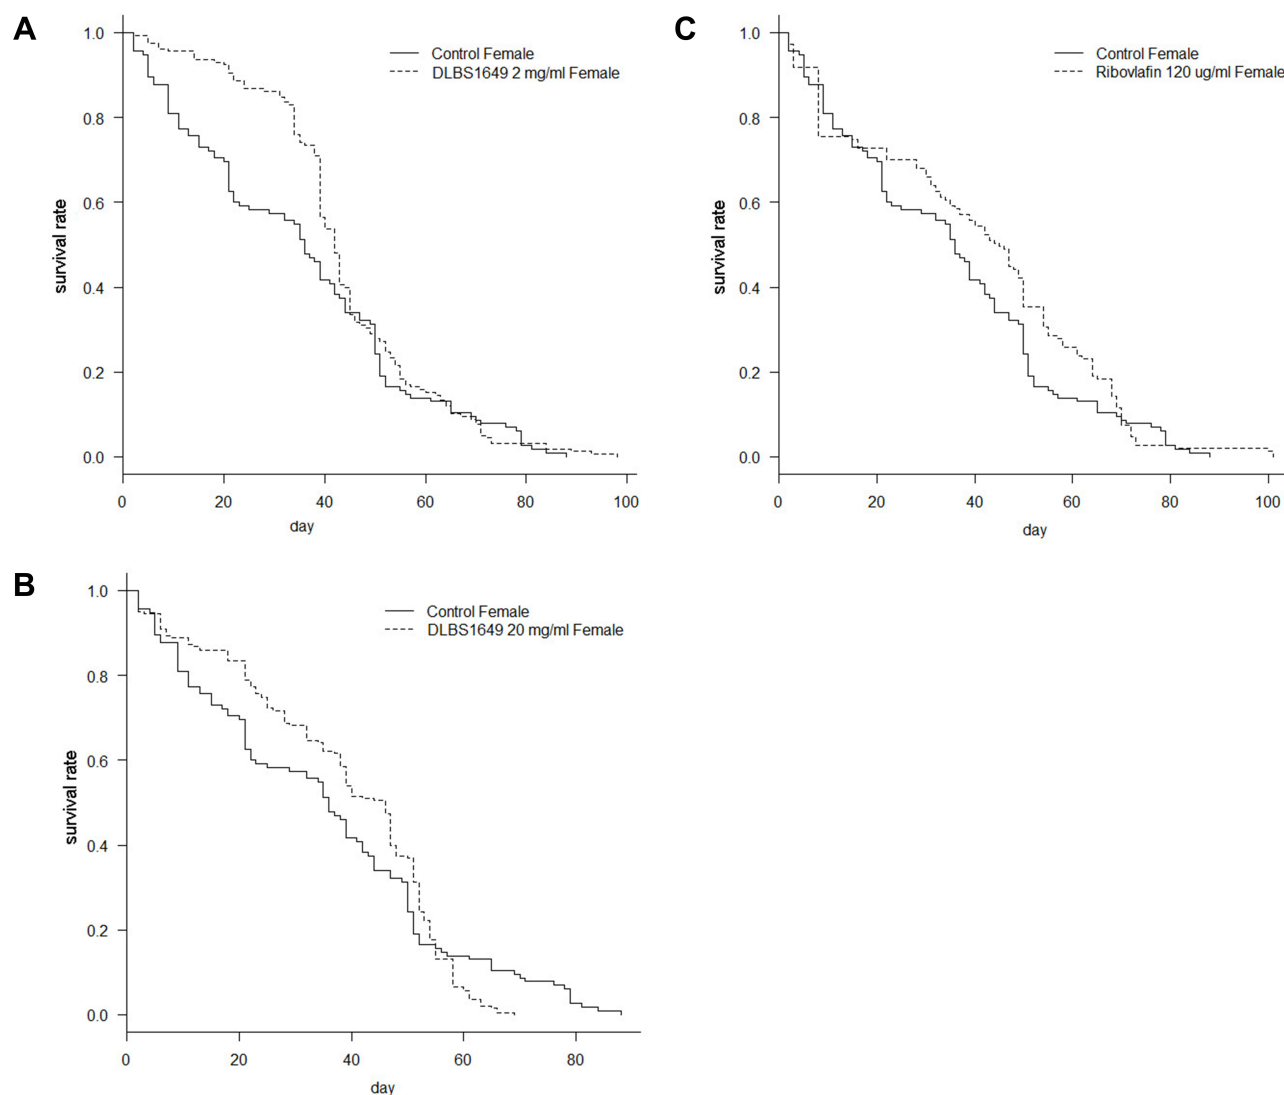 A
1.0
0.8
0.6
0.4
0.2
0.0
survival rate
Control Female
DLBS1649 2 mg/ml Female
0 20 40 60 80 100
day
C
1.0
0.8
0.6
0.4
0.2
0.0
survival rate
Control Female
Ribovlafin 120 ug/ml Female
0 20 40 60 80 100
day
B
1.0
0.8
0.6
0.4
0.2
0.0
survival rate
Control Female
DLBS1649 20 mg/ml Female
0 20 40 60 80
day